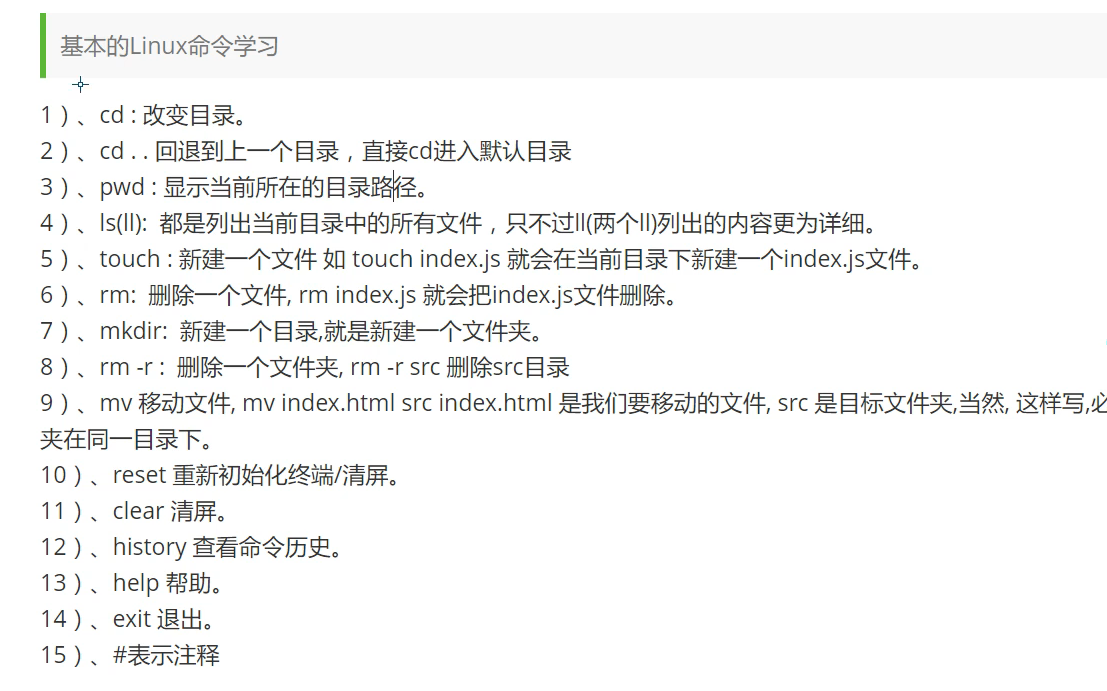 基本的Linux命令学习
1）、cd : 改变目录。
2）、cd . . 回退到上一个目录，直接cd进入默认目录
3）、pwd : 显示当前所在的目录路径。
4）、ls(ll):  都是列出当前目录中的所有文件，只不过ll(两个ll)列出的内容更为详细。
5）、touch : 新建一个文件 如 touch index.js 就会在当前目录下新建一个index.js文件。
6）、rm:  删除一个文件, rm index.js 就会把index.js文件删除。
7）、mkdir:  新建一个目录,就是新建一个文件夹。
8）、rm -r :  删除一个文件夹, rm -r src 删除src目录
9）、mv 移动文件, mv index.html src index.html 是我们要移动的文件, src 是目标文件夹,当然, 这样写,必
夹在同一目录下。
10）、reset 重新初始化终端/清屏。
11）、clear 清屏。
12）、history 查看命令历史。
13）、help 帮助。
14）、exit 退出。
15）、#表示注释